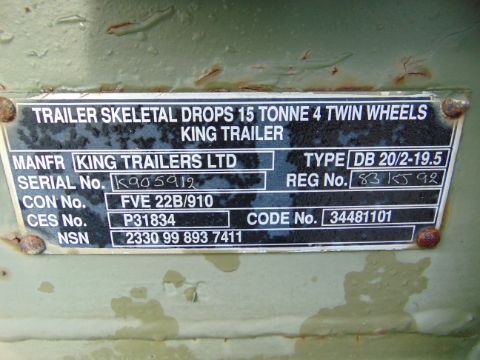 TRAILER SKELETAL DROPS 15 TONNE 4 TWIN WHEELS
KING TRAILER
MANFR KING TRAILERS LTD TYPE DB 20/2-19.5
SERIAL No. K905912 REG No. 83 KJ 92
CON No. FVE 22B/910
CES No. P31834 CODE No. 34481101
NSN 2330 99 893 7411